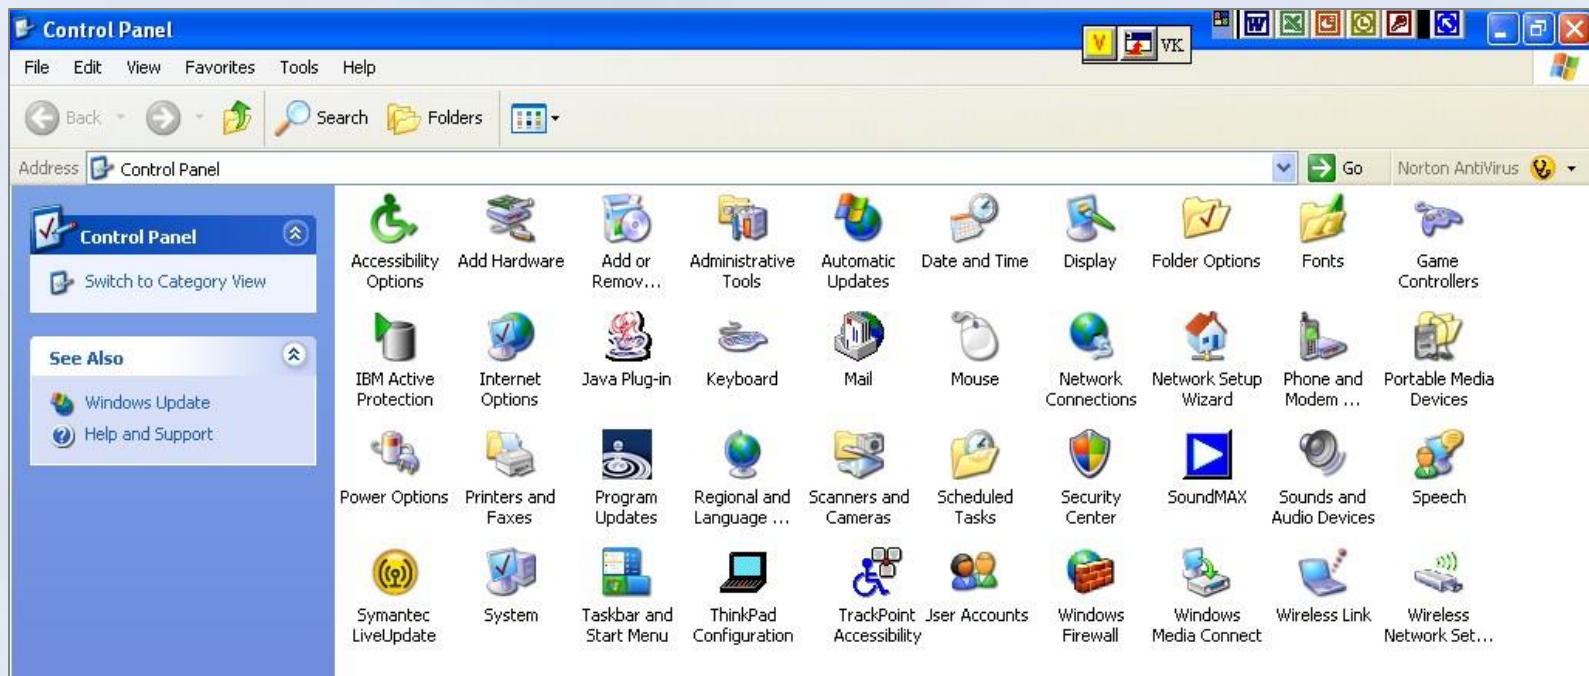 Control Panel
V VK
File Edit View Favorites Tools Help
Back Search Folders
Address Control Panel Go Norton AntiVirus
Control Panel
Switch to Category View
See Also
Windows Update
Help and Support
Accessibility Add Hardware Add or Administrative Automatic Date and Time Display Folder Options Fonts Game
Options Remov... Tools Updates Controllers
IBM Active Internet Java Plug-in Keyboard Mail Mouse Network Network Setup Phone and Portable Media
Protection Options Connections Wizard Modem ... Devices
Power Options Printers and Program Regional and Scanners and Scheduled Security SoundMAX Sounds and Speech
Faxes Updates Language ... Cameras Tasks Center Audio Devices
Symantec System Taskbar and ThinkPad TrackPoint Jser Accounts Windows Windows Wireless Link Wireless
LiveUpdate Start Menu Configuration Accessibility Firewall Media Connect Network Set...